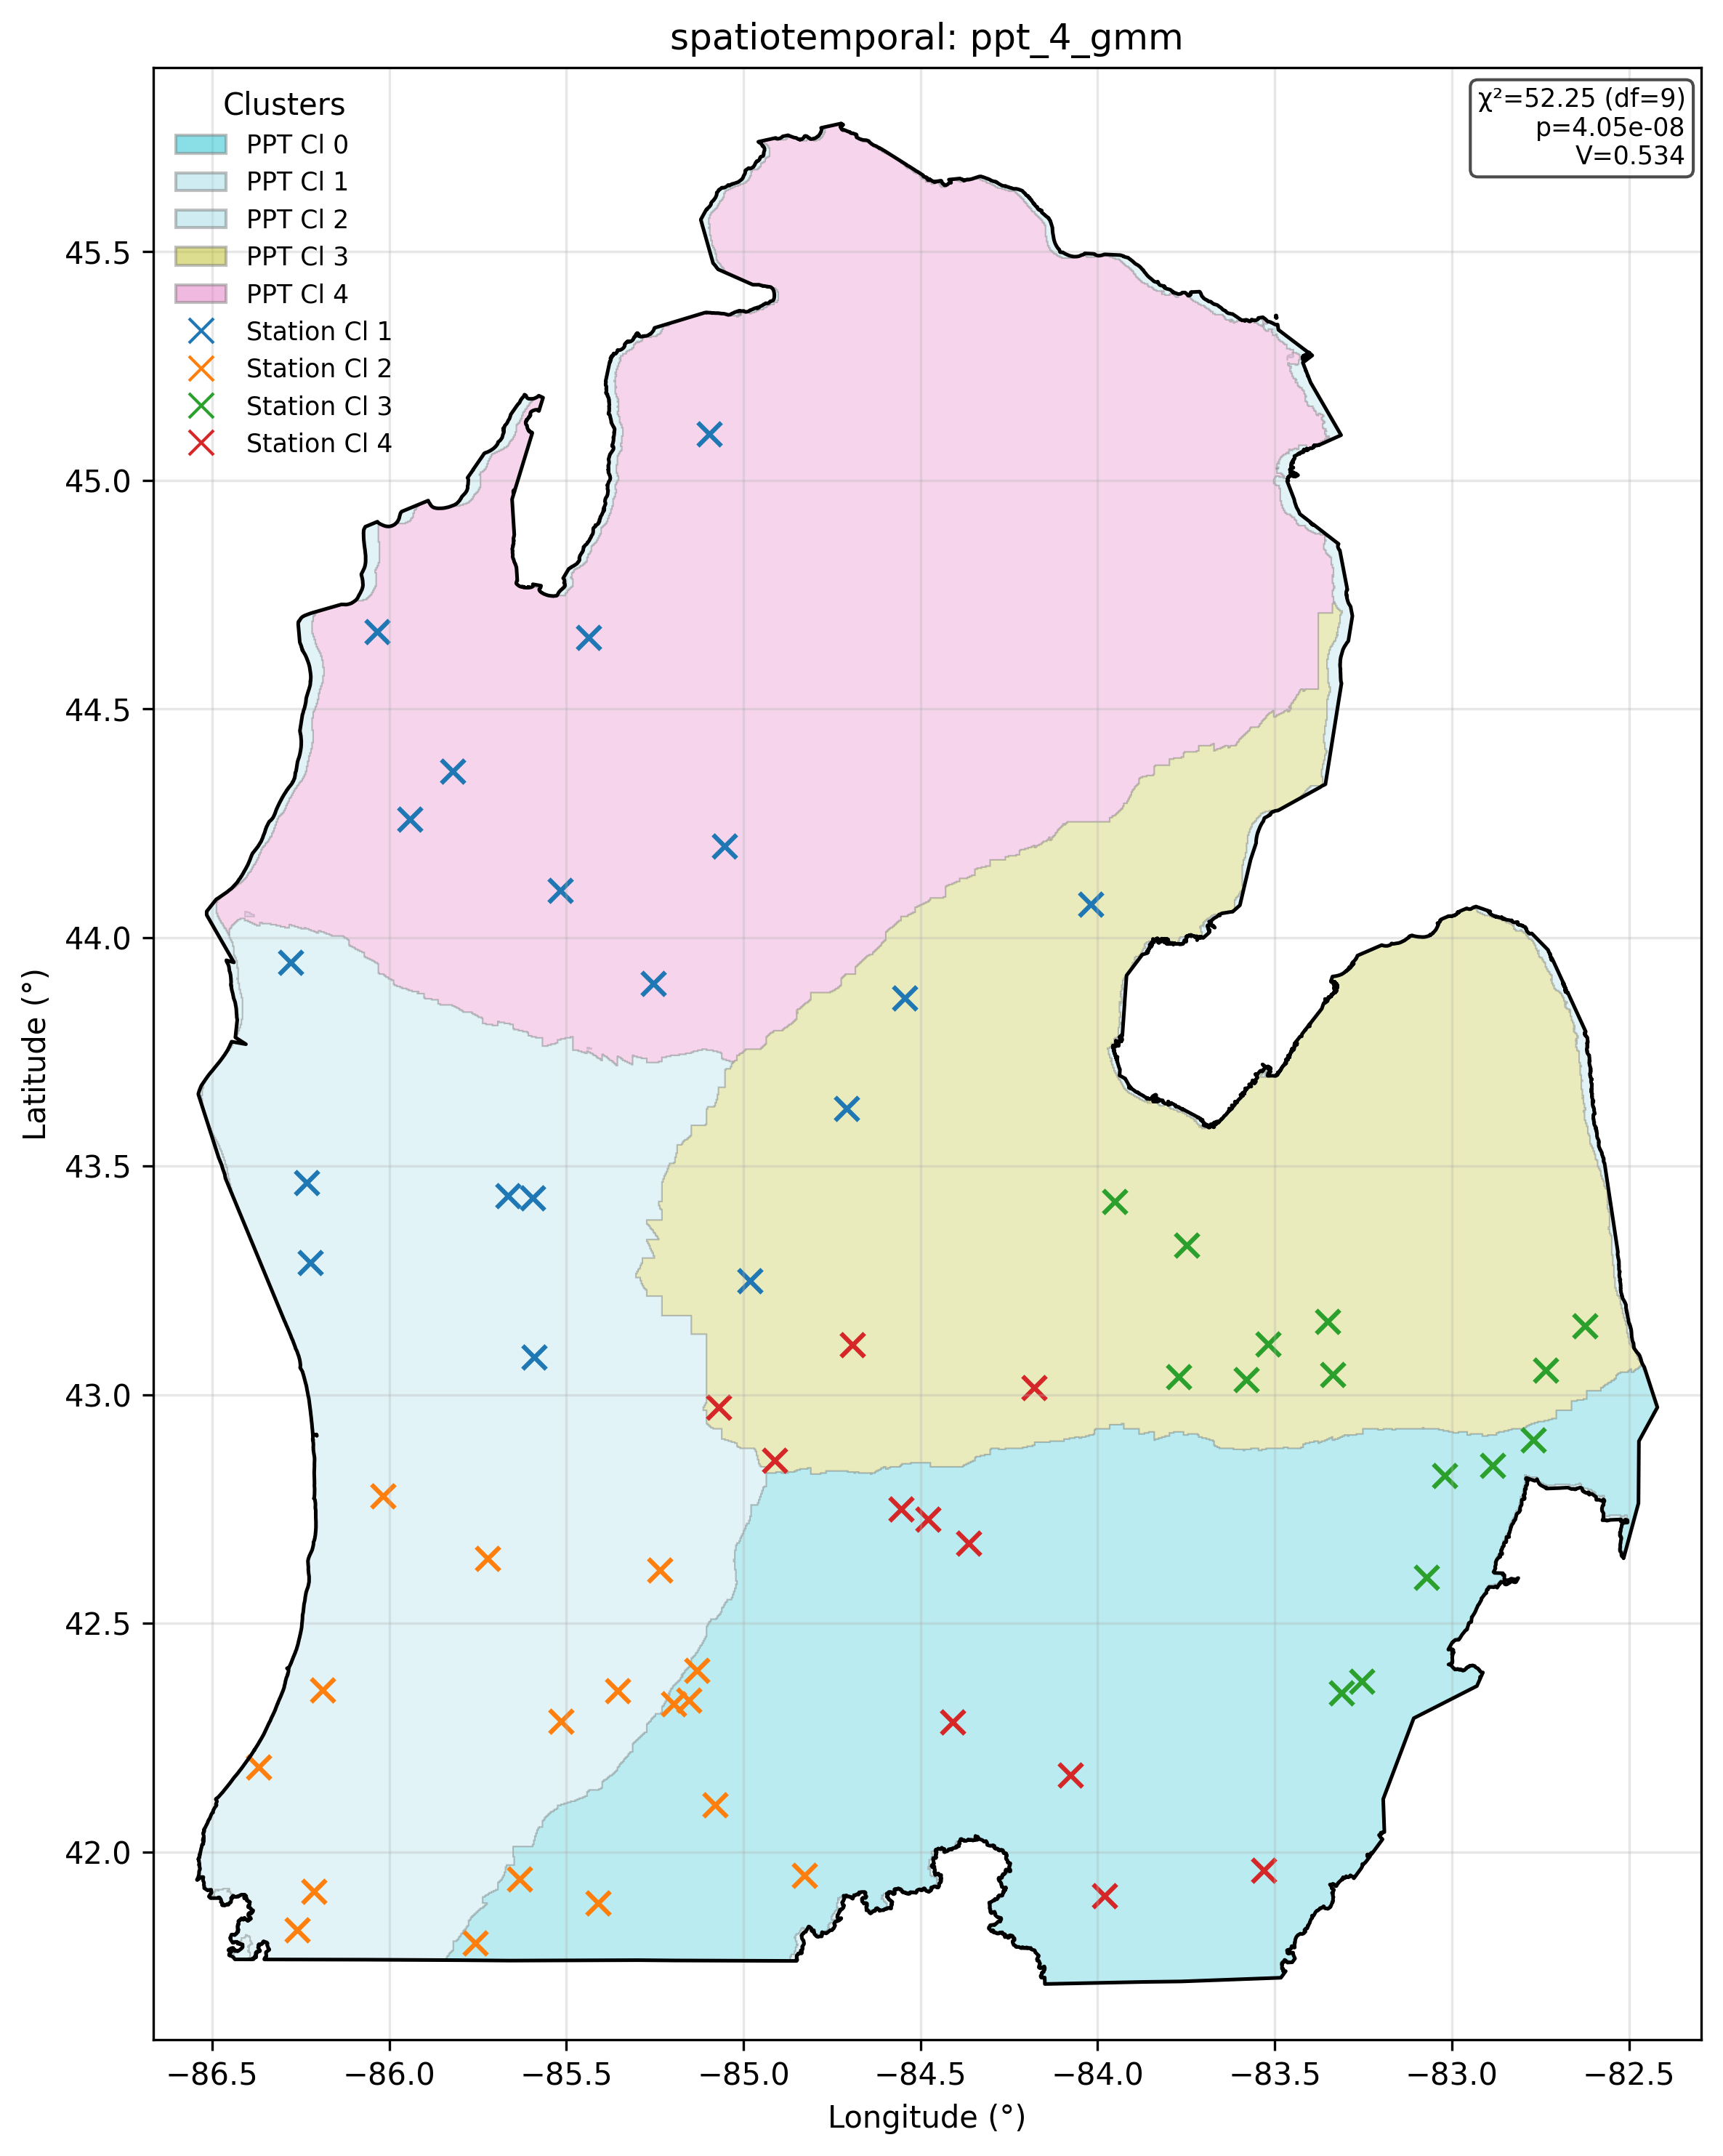 spatiotemporal: ppt_4_gmm
Clusters
PPT Cl 0
PPT Cl 1
PPT Cl 2
PPT Cl 3
PPT Cl 4
Station Cl 1
Station Cl 2
Station Cl 3
Station Cl 4
χ²=52.25 (df=9)
p=4.05e-08
V=0.534
45.5
45.0
44.5
44.0
43.5
43.0
42.5
42.0
Latitude (°)
−86.5 −86.0 −85.5 −85.0 −84.5 −84.0 −83.5 −83.0 −82.5
Longitude (°)